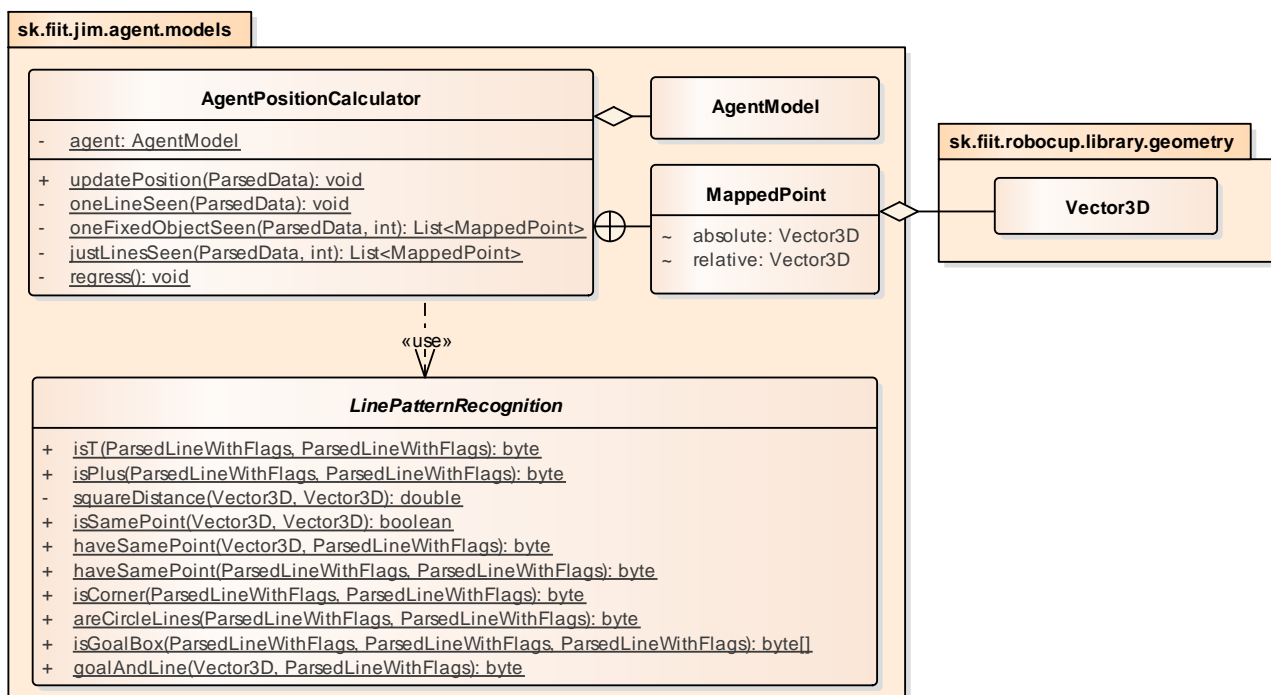 sk.fiit.jim.agent.models
AgentPositionCalculator
- agent: AgentModel
+ updatePosition(ParsedData): void
- oneLineSeen(ParsedData): void
- oneFixedObjectSeen(ParsedData, int): List<MappedPoint>
- justLinesSeen(ParsedData, int): List<MappedPoint>
- regress(): void
AgentModel
MappedPoint
~ absolute: Vector3D
~ relative: Vector3D
sk.fiit.robocup.library.geometry
Vector3D
«use»
LinePatternRecognition
+ isT(ParsedLineWithFlags, ParsedLineWithFlags): byte
+ isPlus(ParsedLineWithFlags, ParsedLineWithFlags): byte
- squareDistance(Vector3D, Vector3D): double
+ isSamePoint(Vector3D, Vector3D): boolean
+ haveSamePoint(Vector3D, ParsedLineWithFlags): byte
+ haveSamePoint(ParsedLineWithFlags, ParsedLineWithFlags): byte
+ isCorner(ParsedLineWithFlags, ParsedLineWithFlags): byte
+ areCircleLines(ParsedLineWithFlags, ParsedLineWithFlags): byte
+ isGoalBox(ParsedLineWithFlags, ParsedLineWithFlags, ParsedLineWithFlags): byte[]
+ goalAndLine(Vector3D, ParsedLineWithFlags): byte